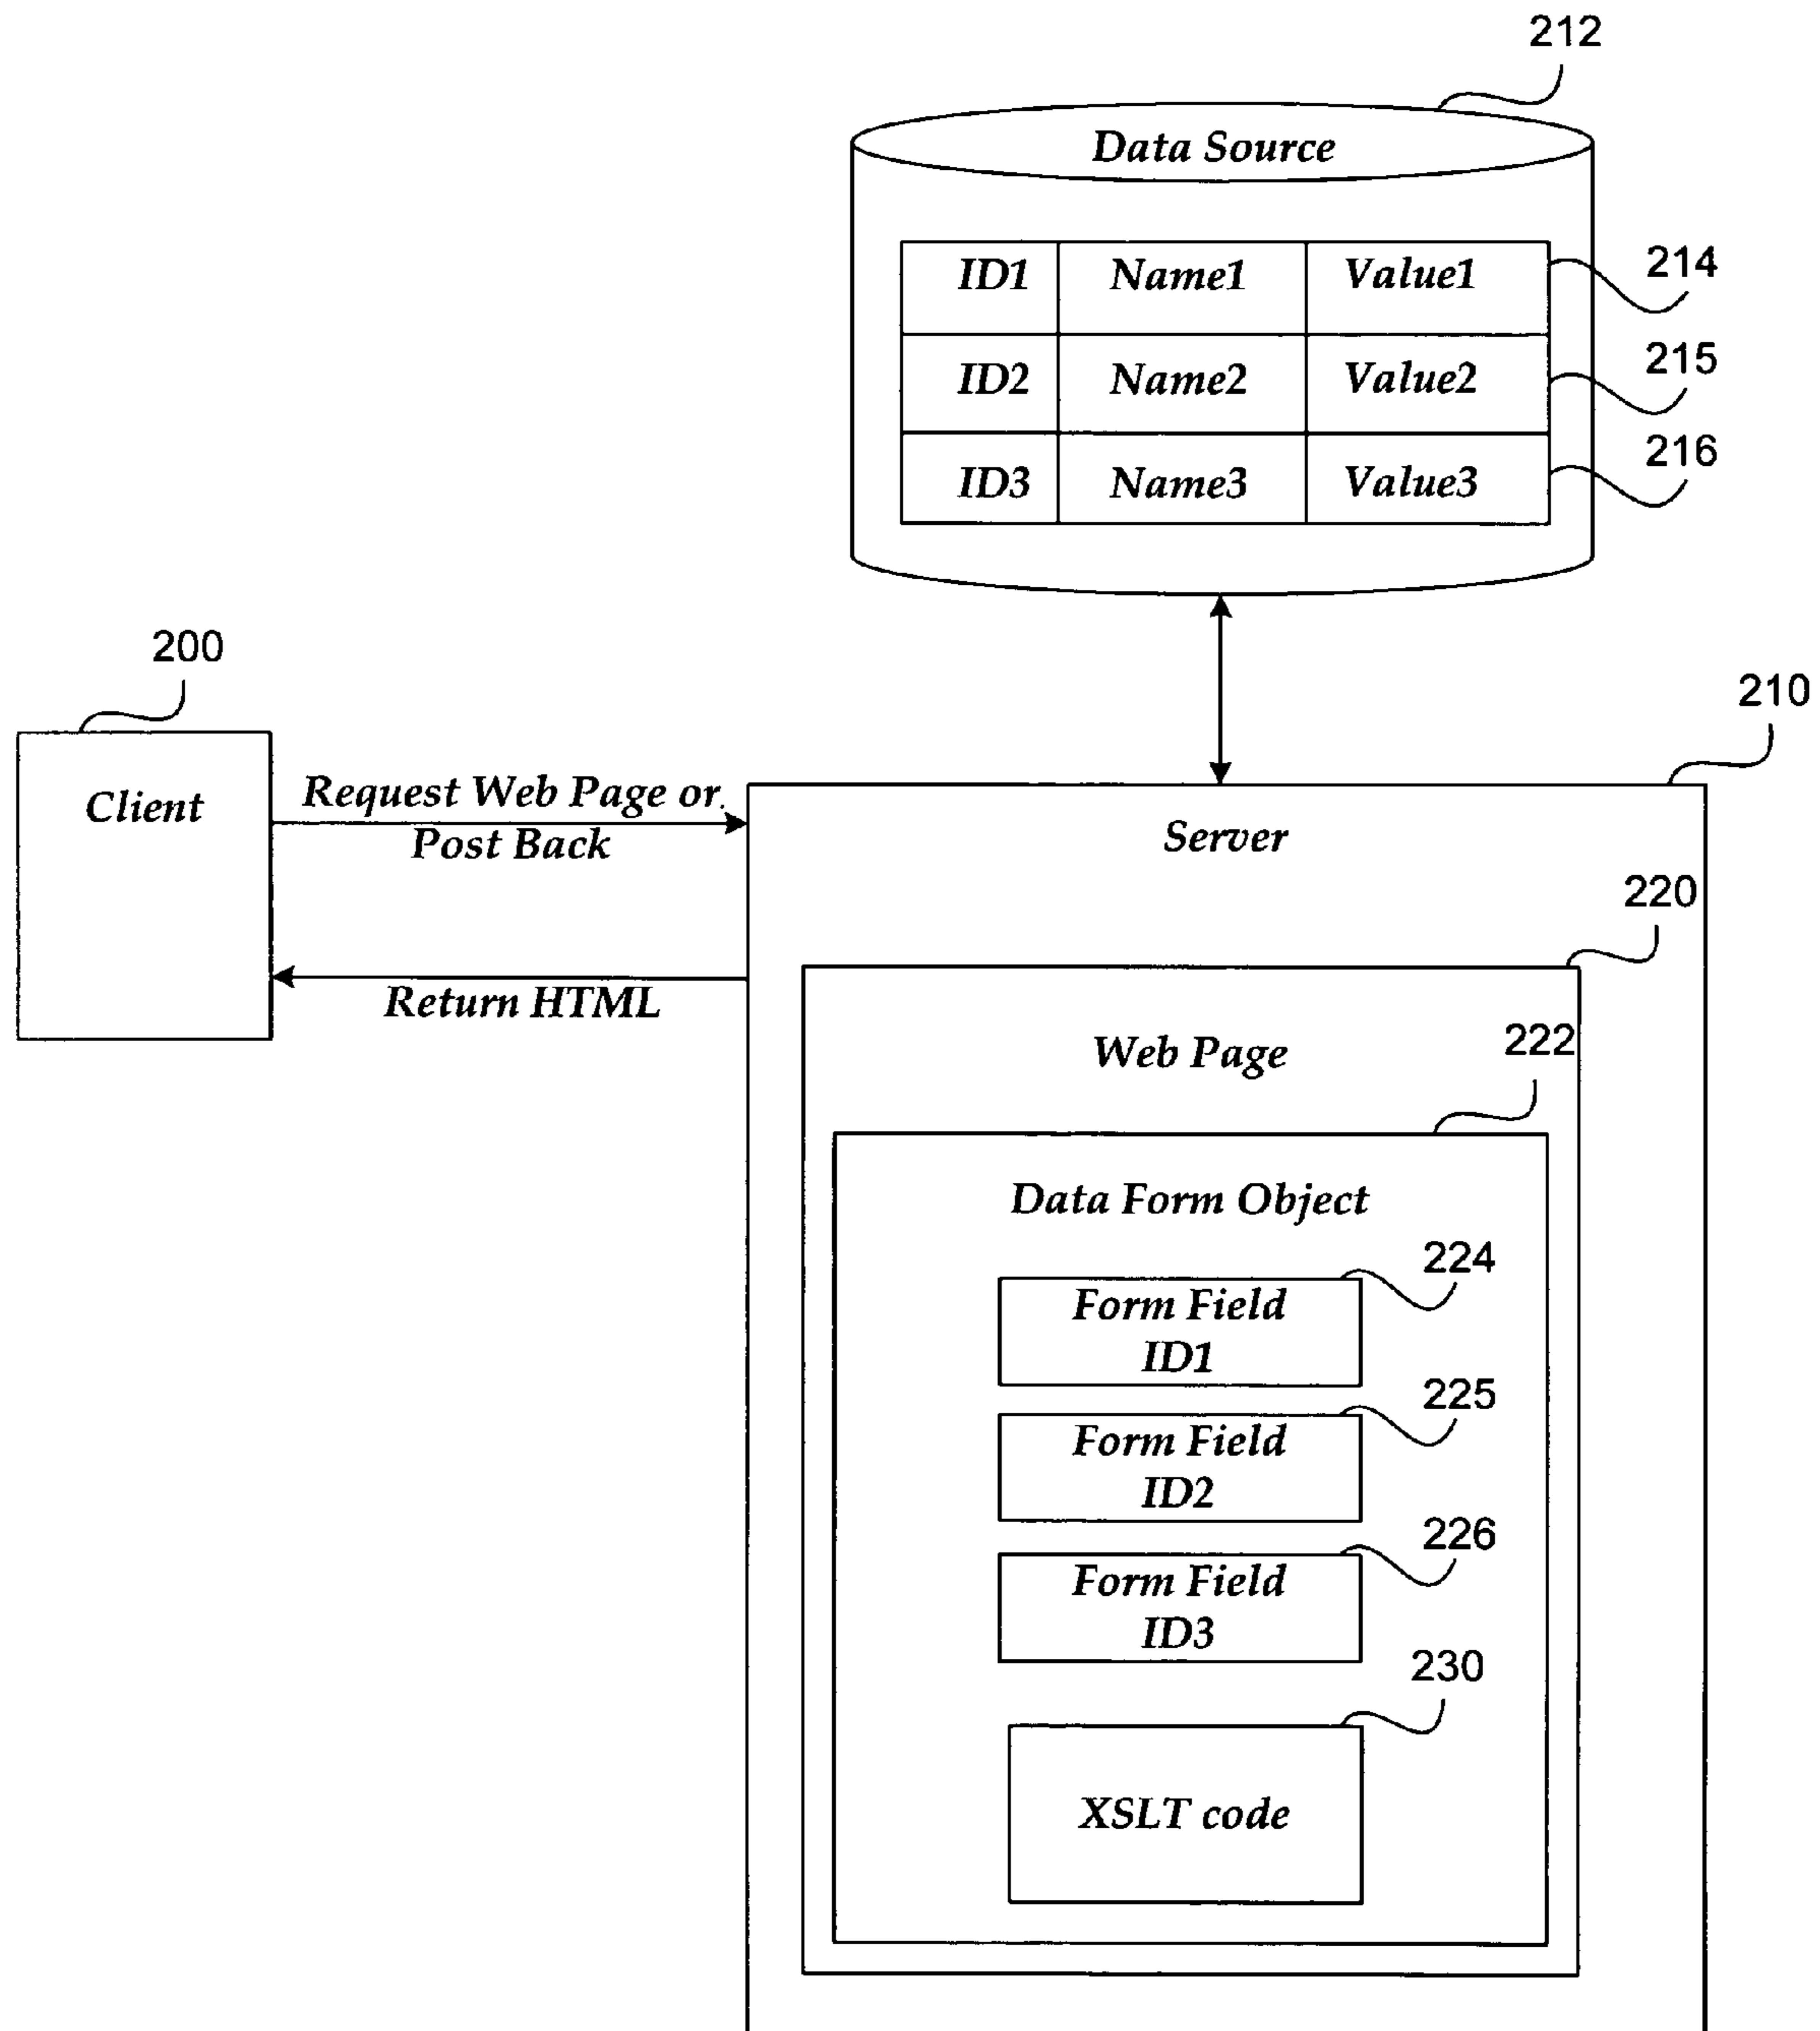 212
Data Source
ID1 Name1 Value1
214
ID2 Name2 Value2
215
ID3 Name3 Value3
216
200
210
Client
Request Web Page or
Post Back
Server
220
Return HTML
Web Page
222
Data Form Object
224
Form Field
ID1
225
Form Field
ID2
226
Form Field
ID3
230
XSLT code